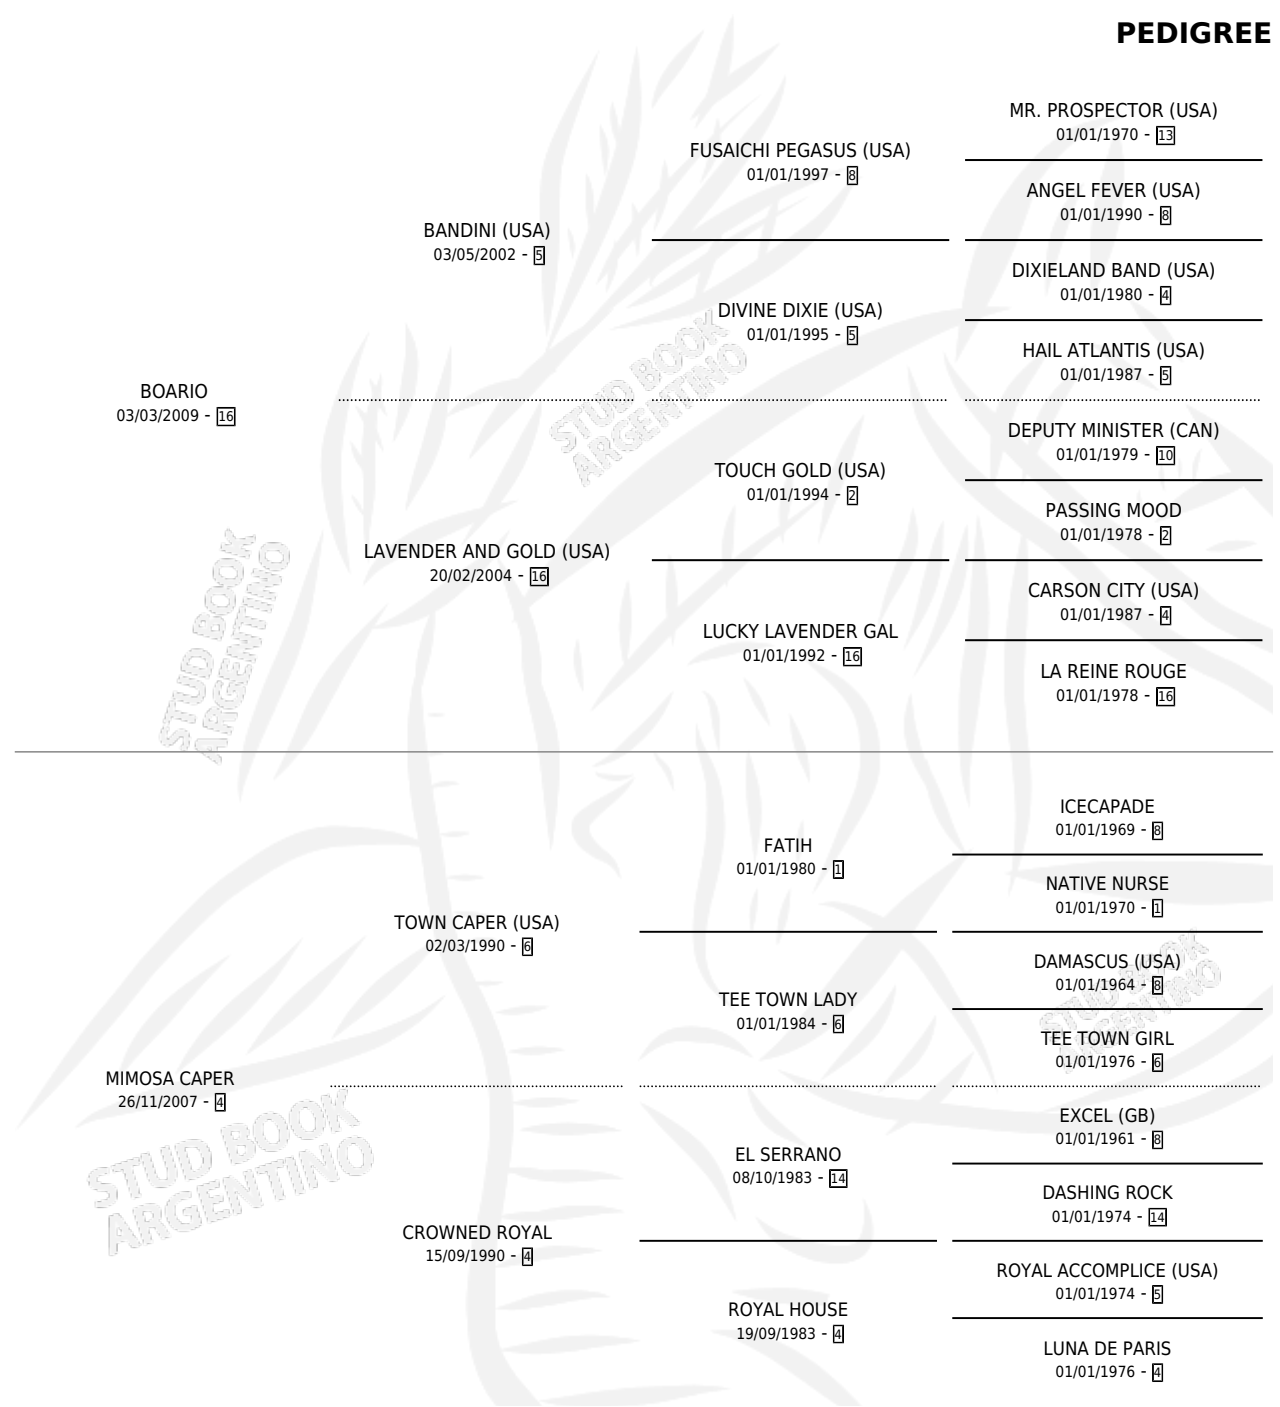 PEDIGREE
MR. PROSPECTOR (USA)
01/01/1970 - 13
FUSAICHI PEGASUS (USA)
01/01/1997 - 8
ANGEL FEVER (USA)
01/01/1990 - 8
BANDINI (USA)
03/05/2002 - 5
DIXIELAND BAND (USA)
01/01/1980 - 4
DIVINE DIXIE (USA)
01/01/1995 - 5
HAIL ATLANTIS (USA)
01/01/1987 - 5
BOARIO
03/03/2009 - 16
STUD BOOK
ARGENTINO
DEPUTY MINISTER (CAN)
01/01/1979 - 10
TOUCH GOLD (USA)
01/01/1994 - 2
PASSING MOOD
01/01/1978 - 2
LAVENDER AND GOLD (USA)
20/02/2004 - 16
CARSON CITY (USA)
01/01/1987 - 4
LUCKY LAVENDER GAL
01/01/1992 - 16
LA REINE ROUGE
01/01/1978 - 16
STUD BOOK
ARGENTINO
ICECAPADE
01/01/1969 - 8
FATIH
01/01/1980 - 1
NATIVE NURSE
01/01/1970 - 1
TOWN CAPER (USA)
02/03/1990 - 6
DAMASCUS (USA)
01/01/1964 - 8
TEE TOWN LADY
01/01/1984 - 6
STUD BOOK
ARGENTINO
TEE TOWN GIRL
01/01/1976 - 6
MIMOSA CAPER
26/11/2007 - 4
EXCEL (GB)
01/01/1961 - 8
EL SERRANO
08/10/1983 - 14
STUD BOOK
ARGENTINO
DASHING ROCK
01/01/1974 - 14
CROWNED ROYAL
15/09/1990 - 4
ROYAL ACCOMPLICE (USA)
01/01/1974 - 5
ROYAL HOUSE
19/09/1983 - 4
LUNA DE PARIS
01/01/1976 - 4